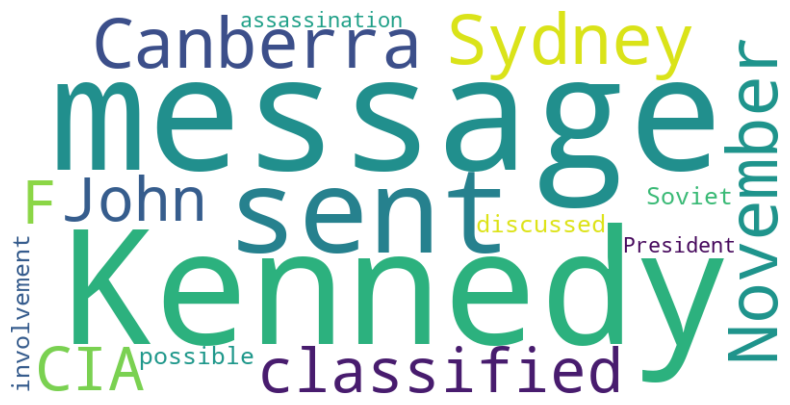 assassination
Canberra
Sydney
message
November
F
John
sent
Soviet
discussed
President
Kennedy
involvement
CIA
possible
classified